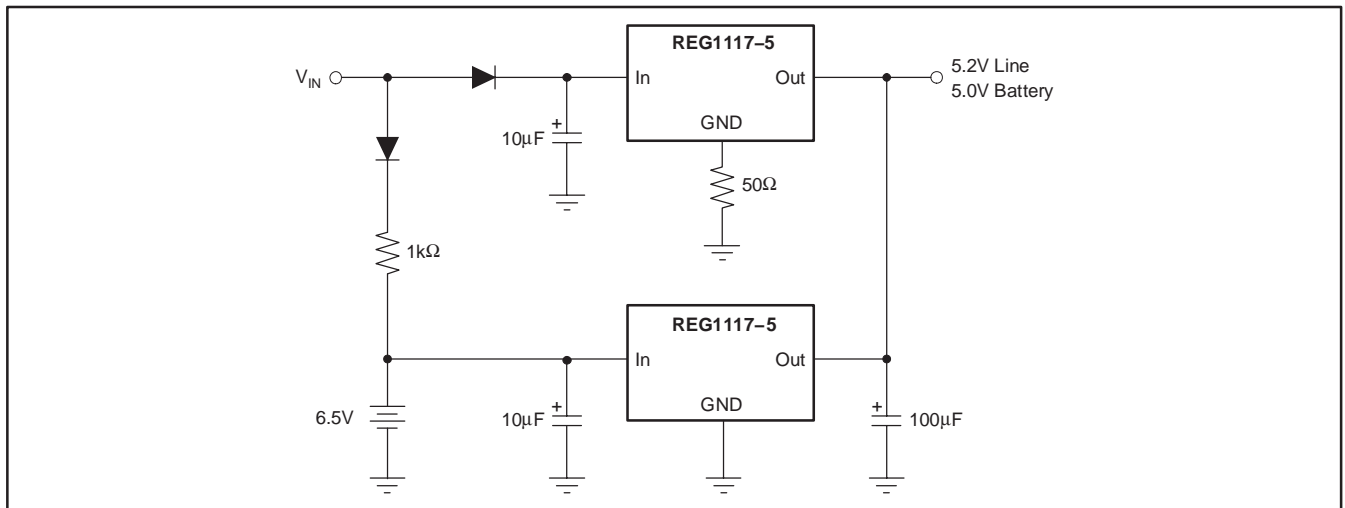 REG1117–5
V_IN
In
Out
5.2V Line
5.0V Battery
GND
+
10μF
50Ω
1kΩ
REG1117–5
In
Out
GND
6.5V
+
10μF
+
100μF